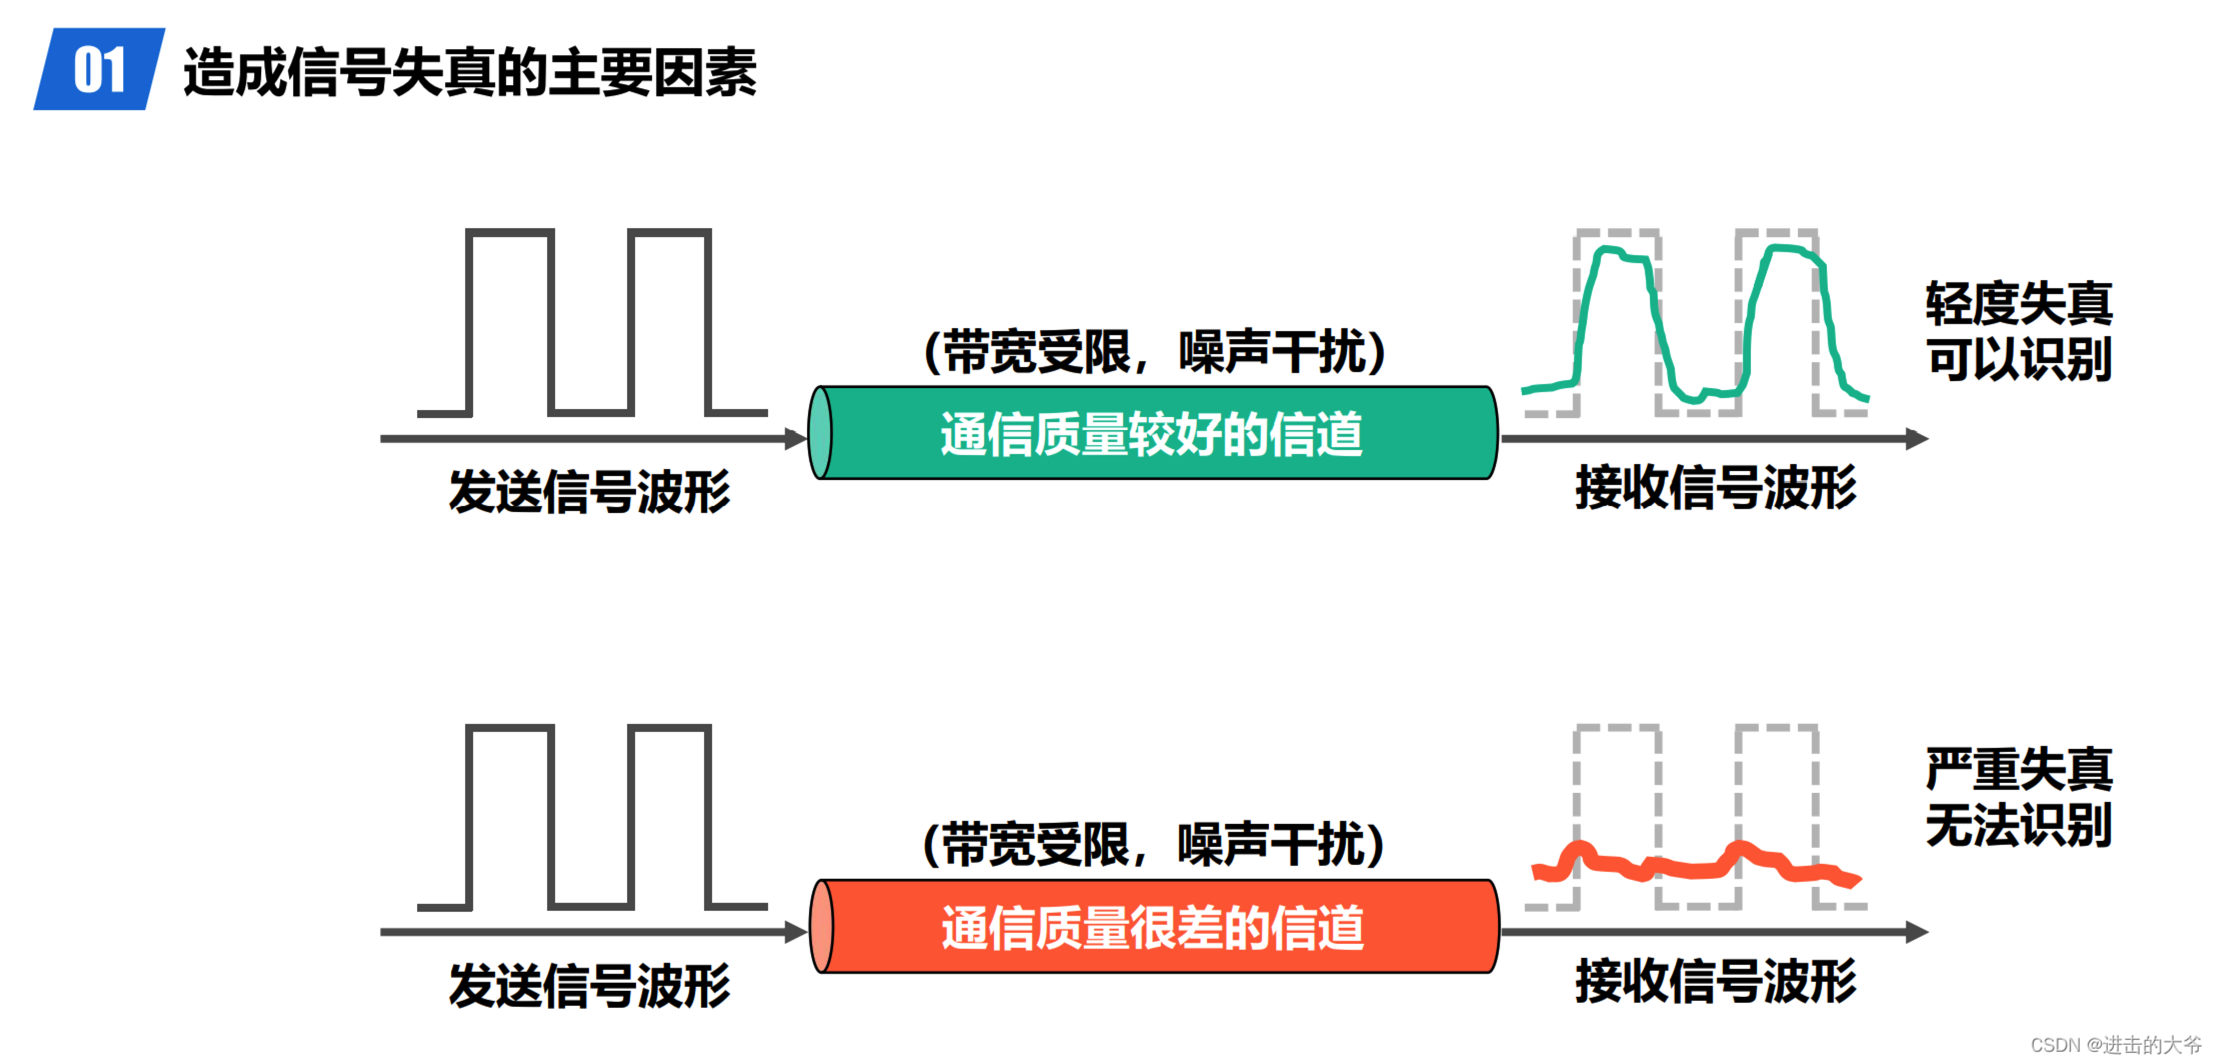 01 造成信号失真的主要因素
(带宽受限，噪声干扰)
通信质量较好的信道
发送信号波形
接收信号波形
轻度失真
可以识别
(带宽受限，噪声干扰)
通信质量很差的信道
发送信号波形
接收信号波形
严重失真
无法识别
CSDN @进击的大爷